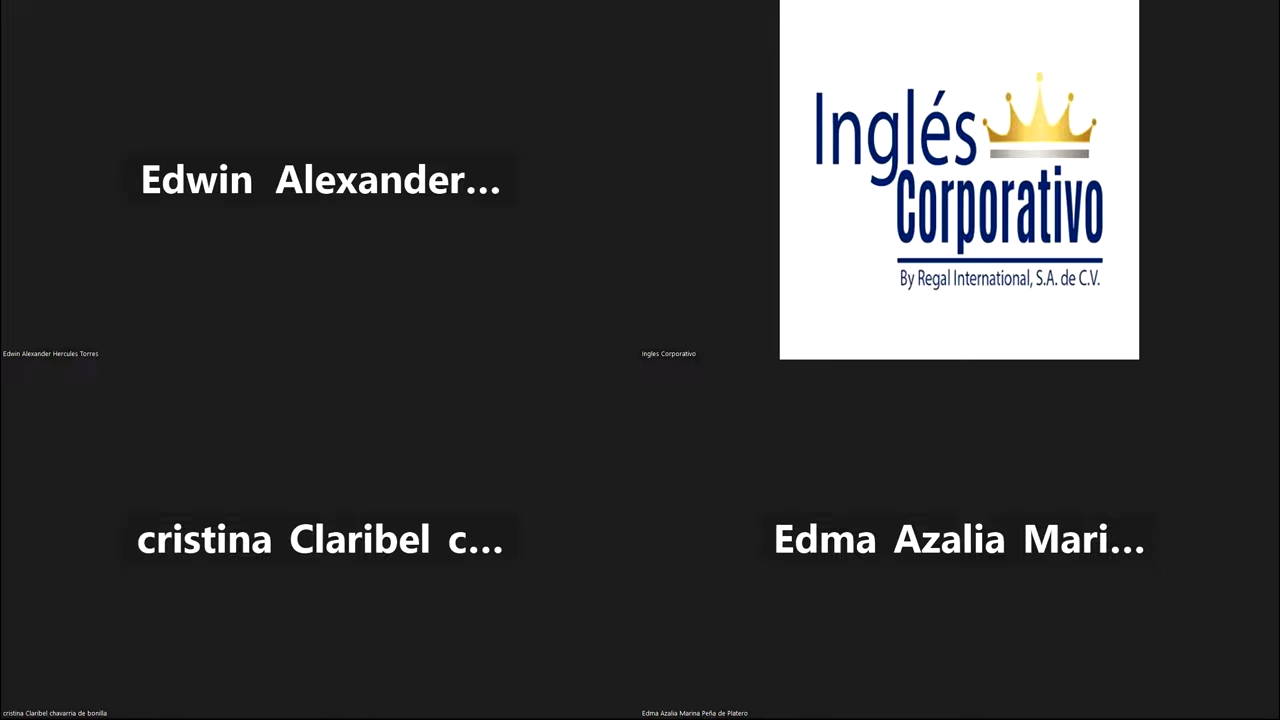 Edwin Alexander...
Edwin Alexander Hercules Torres
Inglés
Corporativo
By Regal International, S.A. de C.V.
Ingles Corporativo
cristina Claribel c...
cristina Claribel chavarria de bonilla
Edma Azalia Mari...
Edma Azalia Marina Peña de Platero